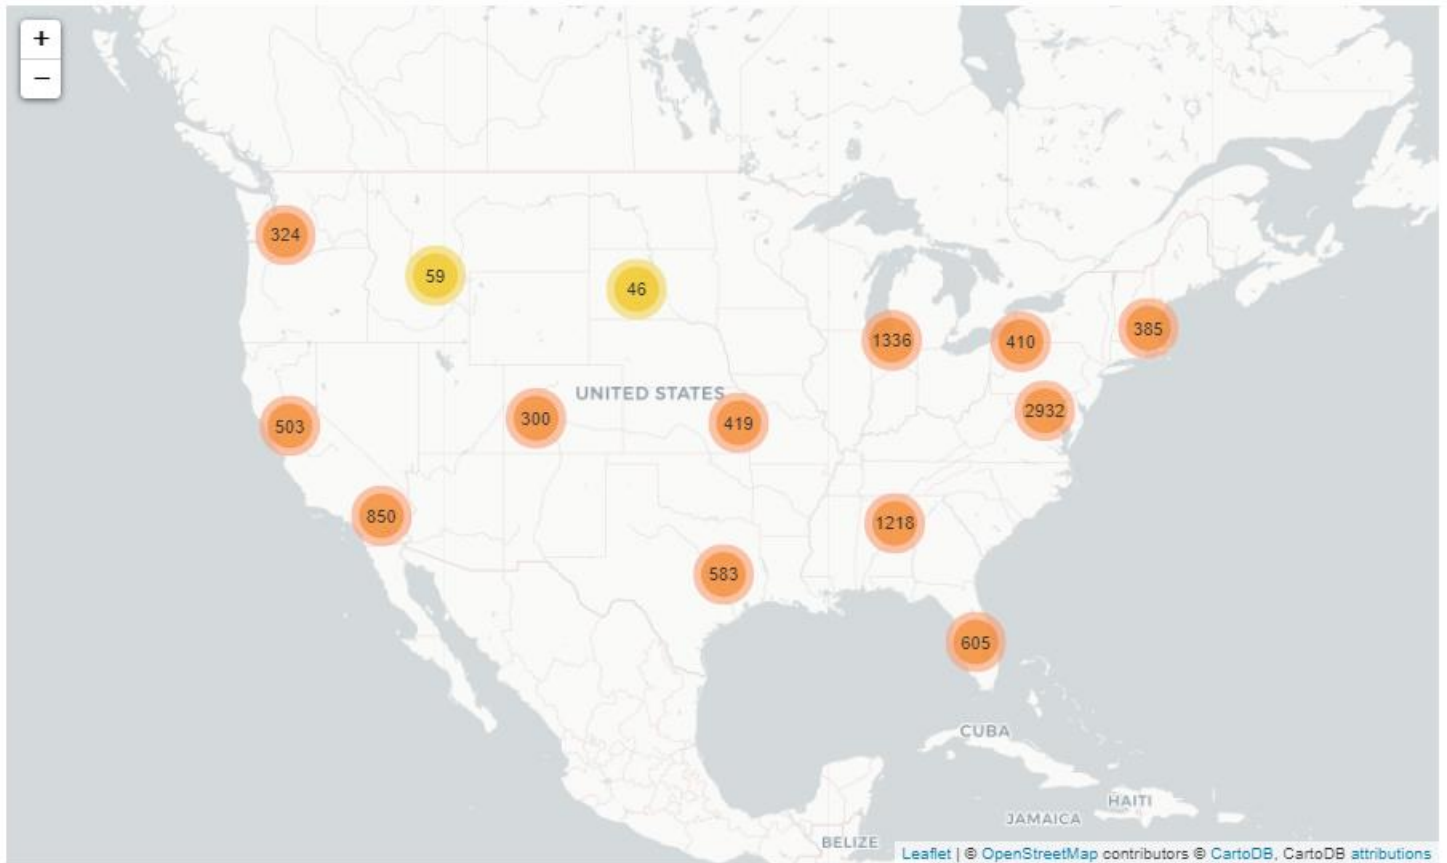 +
−
324
59
46
1336
410
385
503
300
UNITED STATES
419
2932
850
1218
583
605
CUBA
HAITI
JAMAICA
BELIZE
Leaflet | © OpenStreetMap contributors © CartoDB, CartoDB attributions